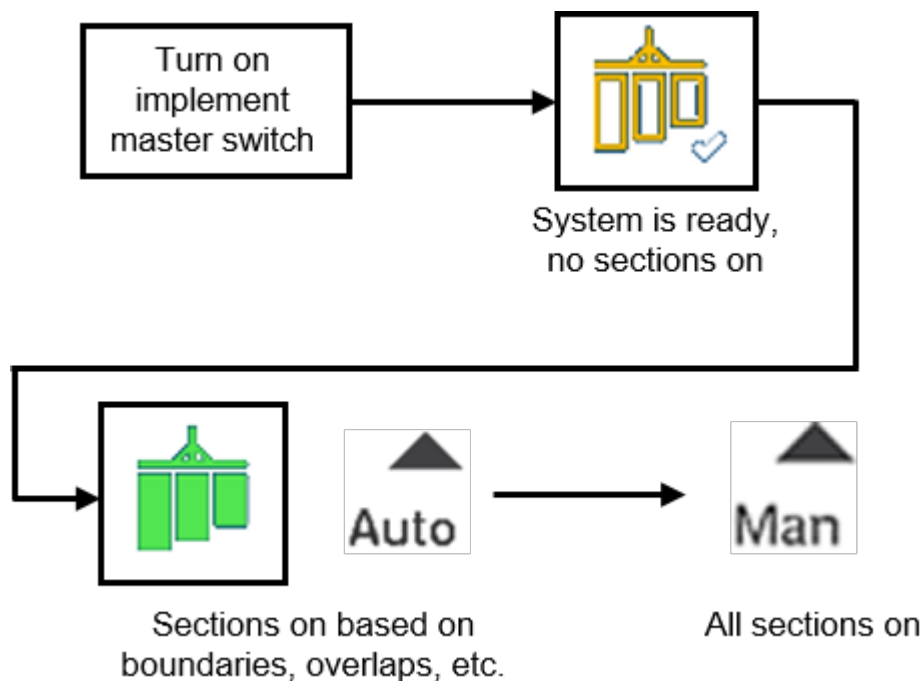 Turn on
implement
master switch
System is ready,
no sections on
Auto
Man
Sections on based on
boundaries, overlaps, etc.
All sections on